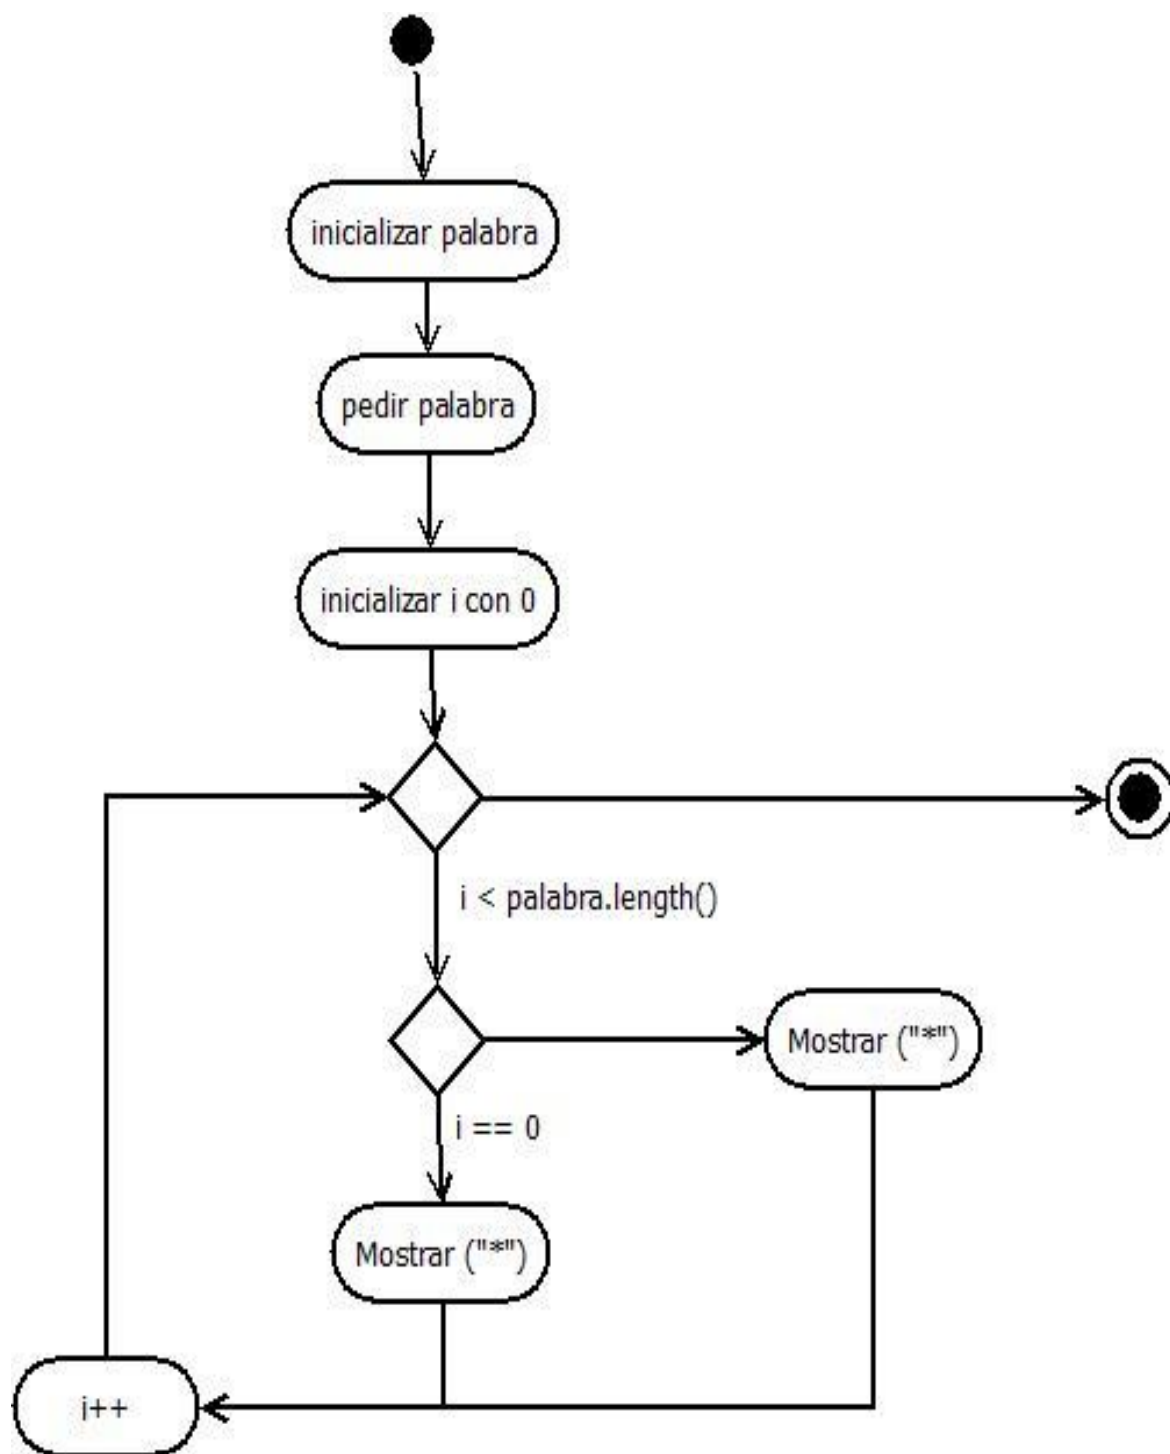 inicializar palabra
pedir palabra
inicializar i con 0
i < palabra.length()
Mostrar ("*")
i == 0
Mostrar ("*")
i++